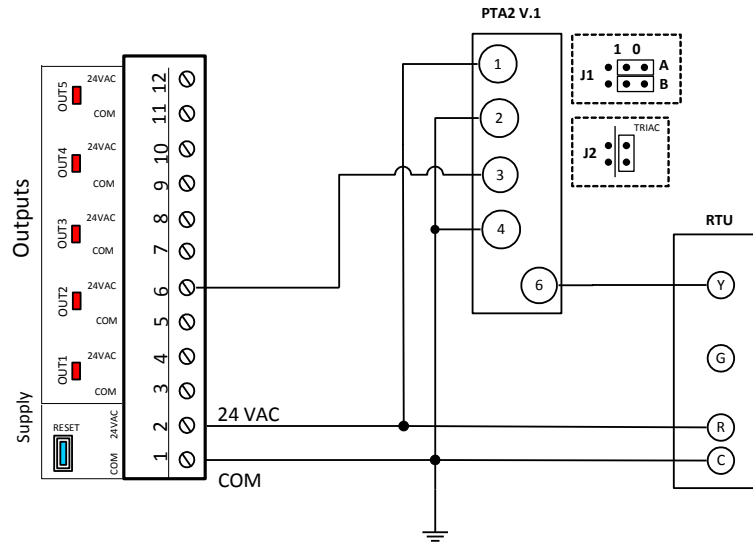 PTA2 V.1
Outputs
OUT5
24VAC
COM
OUT4
24VAC
COM
OUT3
24VAC
COM
OUT2
24VAC
COM
OUT1
24VAC
COM
Supply
RESET
24VAC
COM
12
11
10
9
8
7
6
5
4
3
2
1
24 VAC
COM
1
2
3
4
6
1 0
J1
A
B
J2
TRIAC
RTU
Y
G
R
C